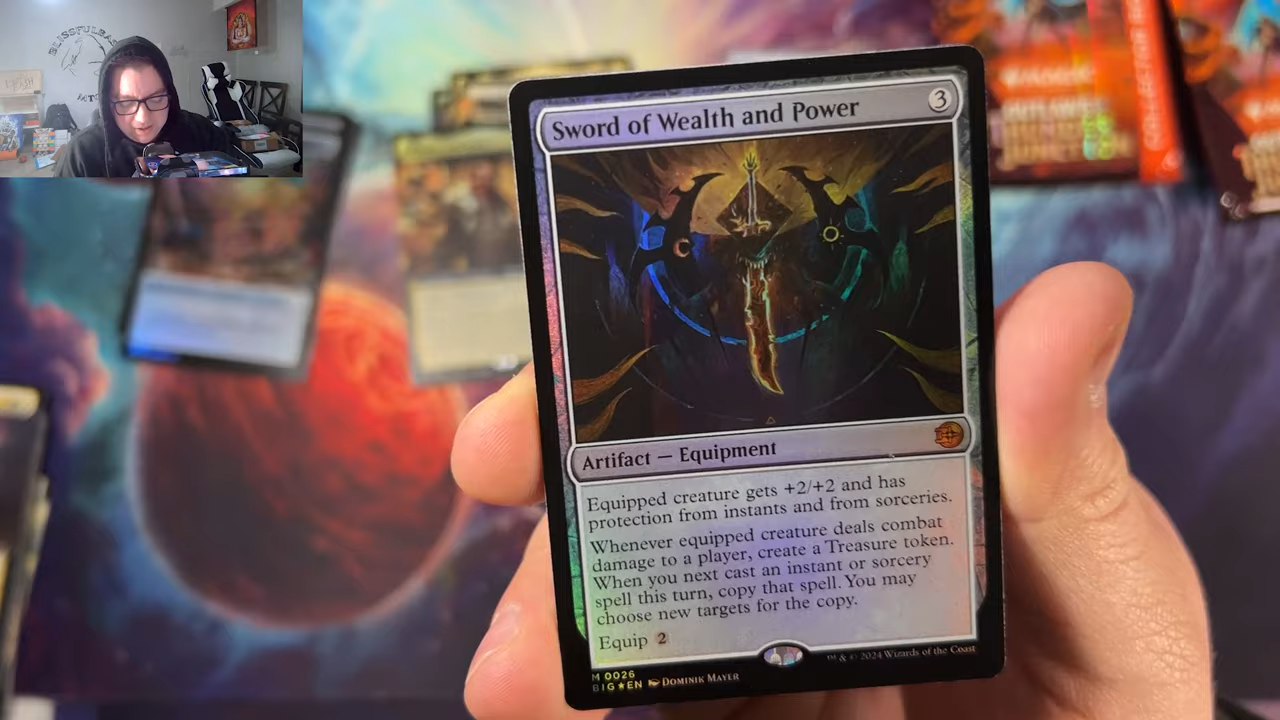 BLISSFULBA
Sword of Wealth and Power
3
Artifact — Equipment
Equipped creature gets +2/+2 and has
protection from instants and from sorceries.
Whenever equipped creature deals combat
damage to a player, create a Treasure token.
When you next cast an instant or sorcery
spell this turn, copy that spell. You may
choose new targets for the copy.
Equip 2
M 0026
BIG★EN DOMINIK MAYER
™ & © 2024 Wizards of the Coast